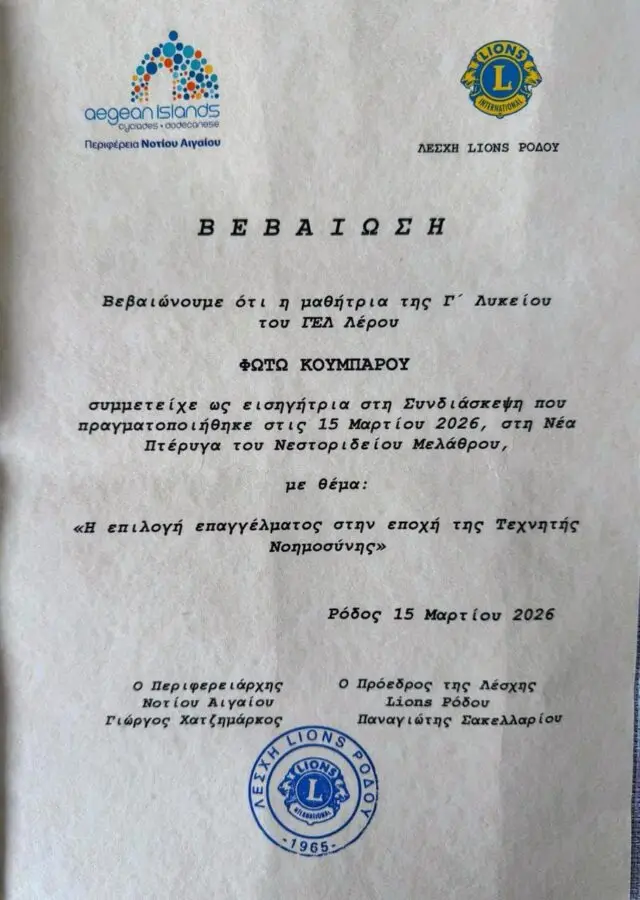 aegean islands
cyclades • dodecanese
Περιφέρεια Νοτίου Αιγαίου
LIONS
L
INTERNATIONAL
ΛΕΣΧΗ LIONS ΡΟΔΟΥ
ΒΕΒΑΙΩΣΗ
Βεβαιώνουμε ότι η μαθήτρια της Γ΄ Λυκείου
του ΓΕΛ Λέρου
ΦΩΤΩ ΚΟΥΜΠΑΡΟΥ
συμμετείχε ως εισηγήτρια στη Συνδιάσκεψη που
πραγματοποιήθηκε στις 15 Μαρτίου 2026, στη Νέα
Πτέρυγα του Νεστοριδείου Μελάθρου,
με θέμα:
«Η επιλογή επαγγέλματος στην εποχή της Τεχνητής
Νοημοσύνης»
Ρόδος 15 Μαρτίου 2026
Ο Περιφερειάρχης
Νοτίου Αιγαίου
Γιώργος Χατζημάρκος
Ο Πρόεδρος της Λέσχης
Lions Ρόδου
Παναγιώτης Σακελλαρίου
ΛΕΣΧΗ LIONS ΡΟΔΟΥ
LIONS
L
INTERNATIONAL
-1965-